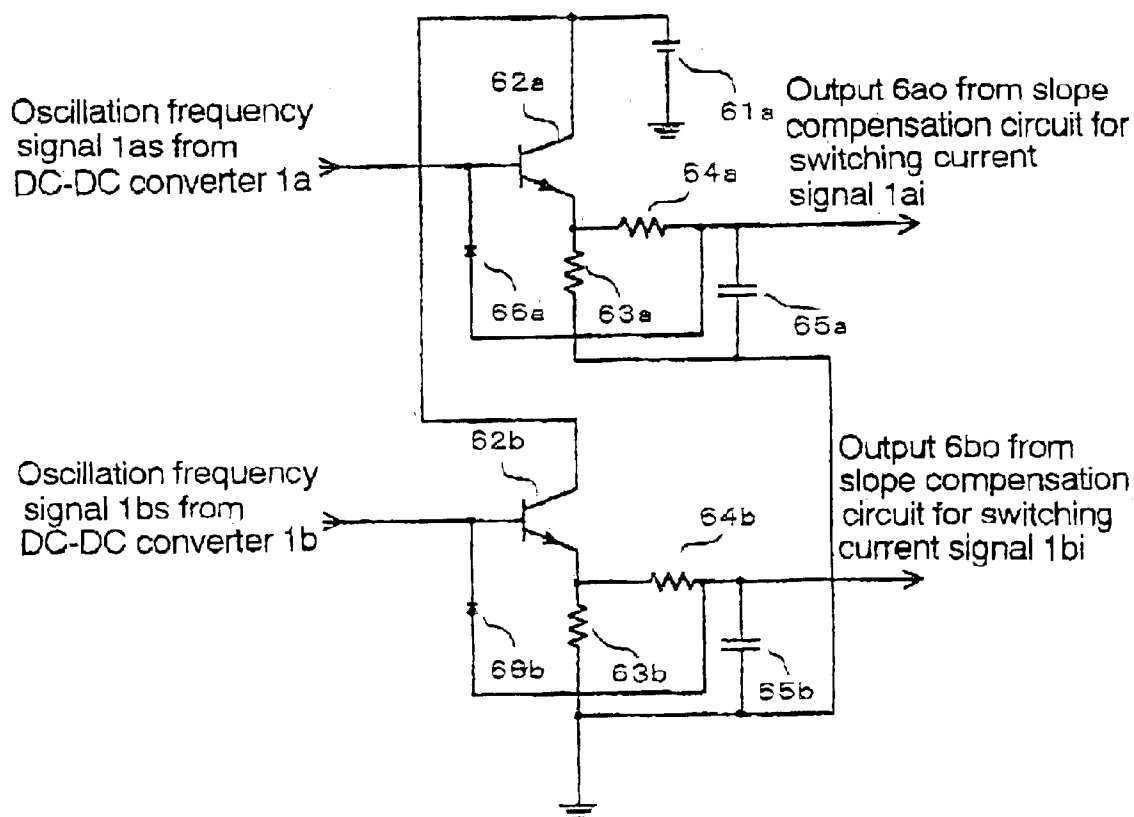 62a
61a
Oscillation frequency
signal 1as from
DC-DC converter 1a
Output 6ao from slope
compensation circuit for
switching current
signal 1ai
64a
66a
63a
65a
62b
Oscillation frequency
signal 1bs from
DC-DC converter 1b
Output 6bo from
slope compensation
circuit for switching
current signal 1bi
64b
66b
63b
65b